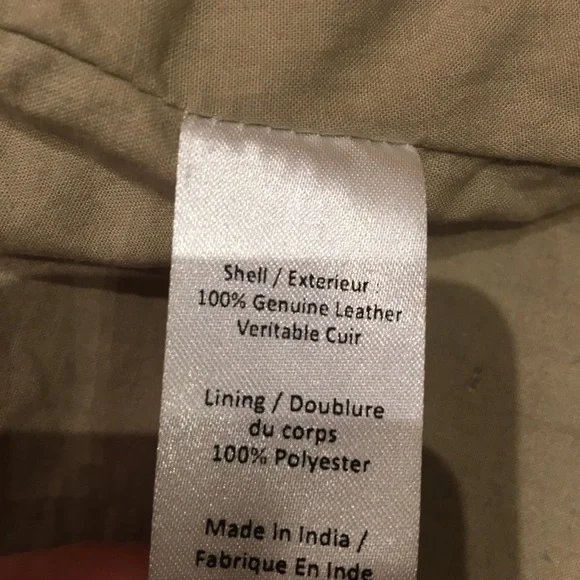 Shell / Exterieur :
100% Genuine Leather
Veritable Cuir
Lining / Doublure
du corps
100% Polyester
Made In India /
Fabrique En Inde